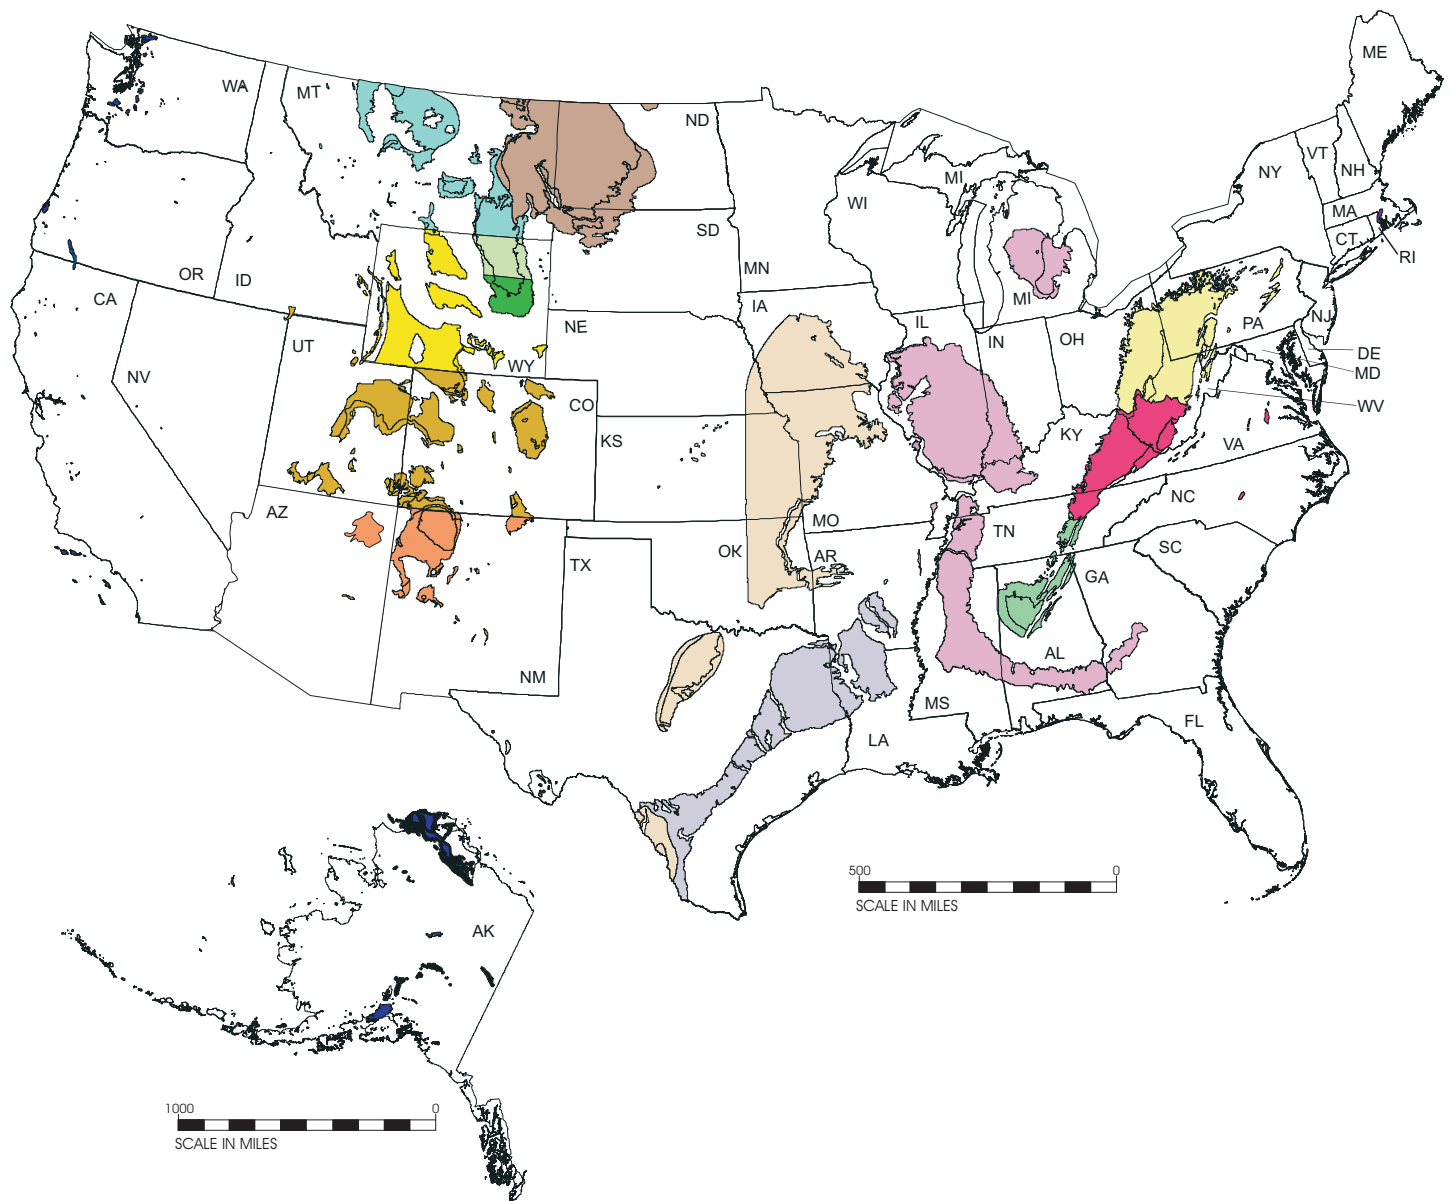 ME
WA
MT
ND
VT
NH
NY
MI
WI
MA
SD
CT
RI
MN
OR
ID
CA
MI
IA
NJ
IL
PA
NE
OH
IN
UT
DE
WY
MD
NV
CO
WV
KY
KS
VA
NC
AZ
MO
TN
SC
OK
AR
TX
GA
AL
NM
MS
FL
LA
500 0
SCALE IN MILES
AK
1000 0
SCALE IN MILES